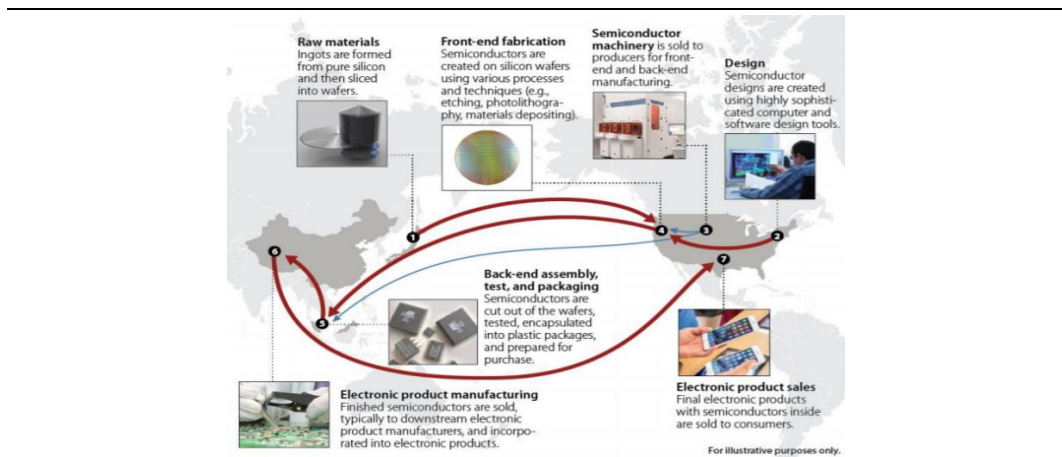 Raw materials
Ingots are formed
from pure silicon
and then sliced
into wafers.
Front-end fabrication
Semiconductors are
created on silicon wafers
using various processes
and techniques (e.g.,
etching, photolithogra-
phy, materials depositing).
Semiconductor
machinery is sold to
producers for front-
end and back-end
manufacturing.
Design
Semiconductor
designs are created
using highly sophisti-
cated computer and
software design tools.
1
4
3
2
6
7
5
Back-end assembly,
test, and packaging
Semiconductors are
cut out of the wafers,
tested, encapsulated
into plastic packages,
and prepared for
purchase.
Electronic product manufacturing
Finished semiconductors are sold,
typically to downstream electronic
product manufacturers, and incorpo-
rated into electronic products.
Electronic product sales
Final electronic products
with semiconductors inside
are sold to consumers.
For illustrative purposes only.